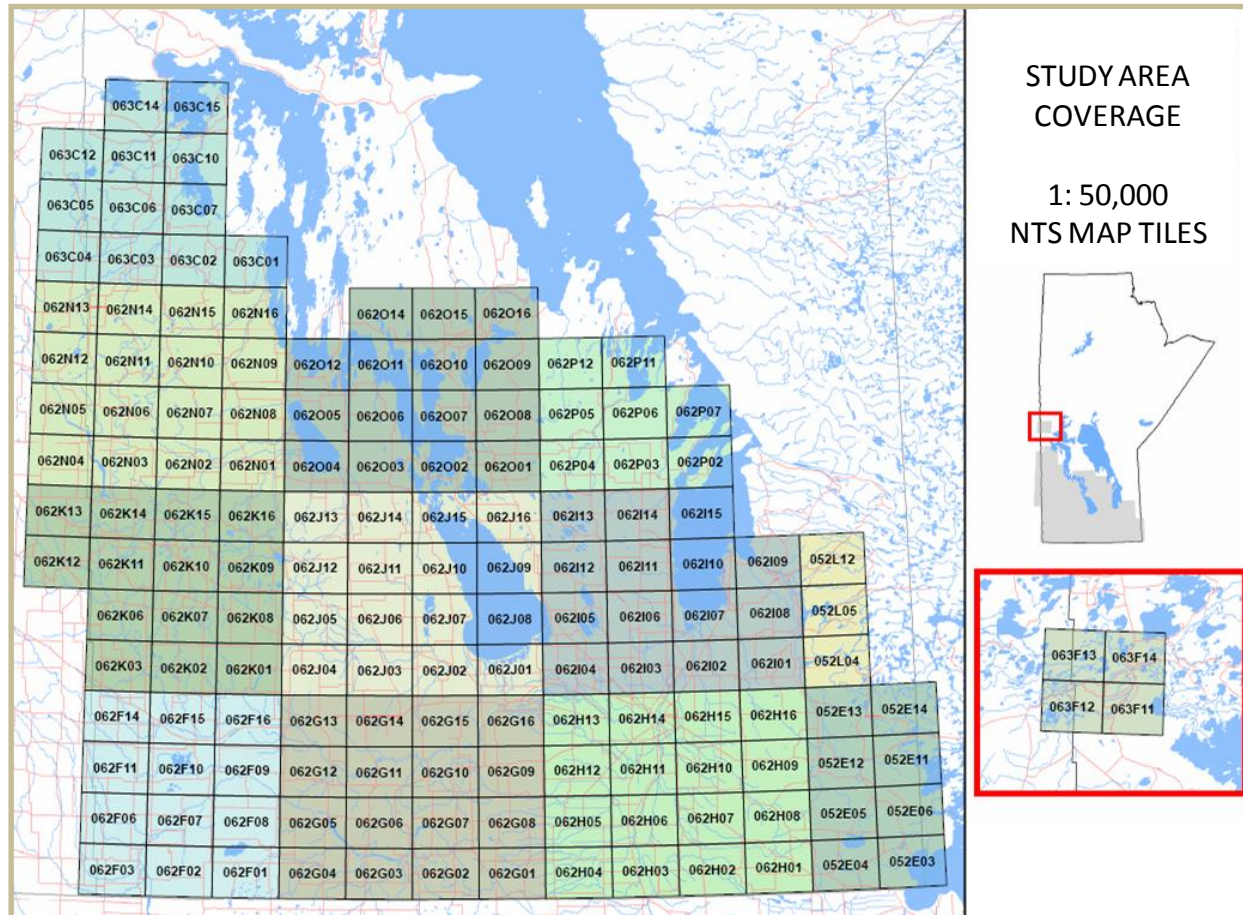 063C14 063C15
063C12 063C11 063C10
063C05 063C06 063C07
063C04 063C03 063C02 063C01
062N13 062N14 062N15 062N16 062O14 062O15 062O16
062N12 062N11 062N10 062N09 062O12 062O11 062O10 062O09 062P12 062P11
062N05 062N06 062N07 062N08 062O05 062O06 062O07 062O08 062P05 062P06 062P07
062N04 062N03 062N02 062N01 062O04 062O03 062O02 062O01 062P04 062P03 062P02
062K13 062K14 062K15 062K16 062J13 062J14 062J15 062J16 062I13 062I14 062I15
062K12 062K11 062K10 062K09 062J12 062J11 062J10 062J09 062I12 062I11 062I10 062I09 052L12
062K06 062K07 062K08 062J05 062J06 062J07 062J08 062I05 062I06 062I07 062I08 052L05
062K03 062K02 062K01 062J04 062J03 062J02 062J01 062I04 062I03 062I02 062I01 052L04
062F14 062F15 062F16 062G13 062G14 062G15 062G16 062H13 062H14 062H15 062H16 052E13 052E14
062F11 062F10 062F09 062G12 062G11 062G10 062G09 062H12 062H11 062H10 062H09 052E12 052E11
062F06 062F07 062F08 062G05 062G06 062G07 062G08 062H05 062H06 062H07 062H08 052E05 052E06
062F03 062F02 062F01 062G04 062G03 062G02 062G01 062H04 062H03 062H02 062H01 052E04 052E03
STUDY AREA
COVERAGE
1: 50,000
NTS MAP TILES
063F13 063F14
063F12 063F11